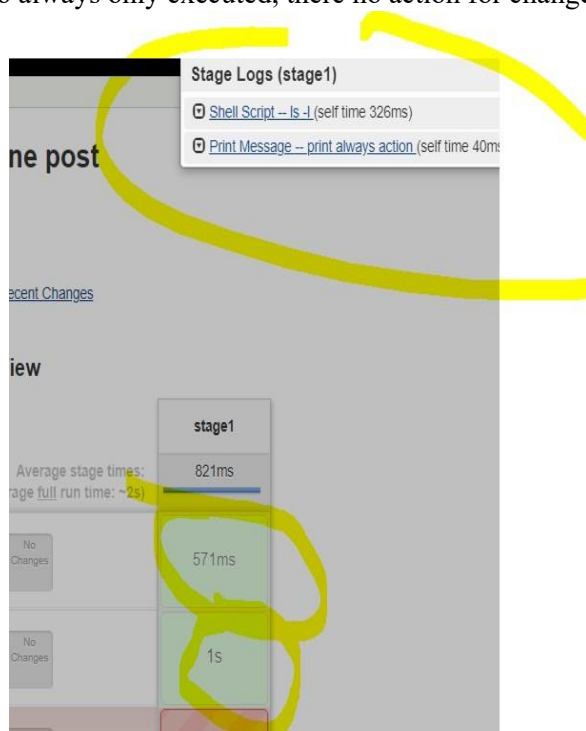 always only executed, there no action for change
Stage Logs (stage1)
Shell Script -- ls -l (self time 326ms)
Print Message -- print always action (self time 40ms
ne post
ecent Changes
iew
stage1
Average stage times:
821ms
rage full run time: ~2s)
No
Changes
571ms
No
Changes
1s